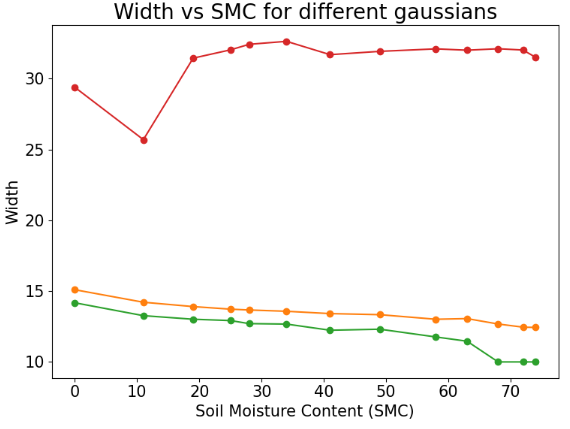 Width vs SMC for different gaussians
30
25
20
15
10
Width
0 10 20 30 40 50 60 70
Soil Moisture Content (SMC)